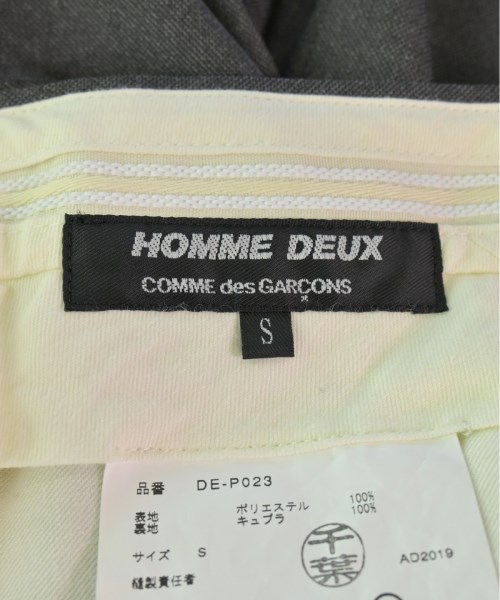 HOMME DEUX
COMME des GARÇONS
S
品番 DE-P023
表地 ポリエステル 100%
裏地 キュプラ 100%
サイズ S 千葉 AD2019
縫製責任者